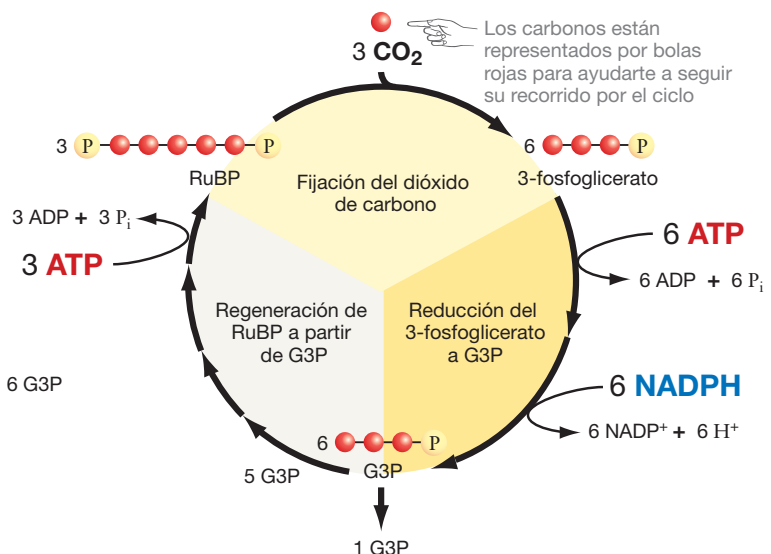 3 CO₂
Los carbonos están
representados por bolas
rojas para ayudarte a seguir
su recorrido por el ciclo
3 P P
RuBP
6 P
3-fosfoglicerato
Fijación del dióxido
de carbono
3 ADP + 3 Pᵢ
3 ATP
6 ATP
6 ADP + 6 Pᵢ
Regeneración de
RuBP a partir
de G3P
Reducción del
3-fosfoglicerato
a G3P
6 G3P
6 NADPH
6 NADP⁺ + 6 H⁺
6 P
G3P
5 G3P
1 G3P